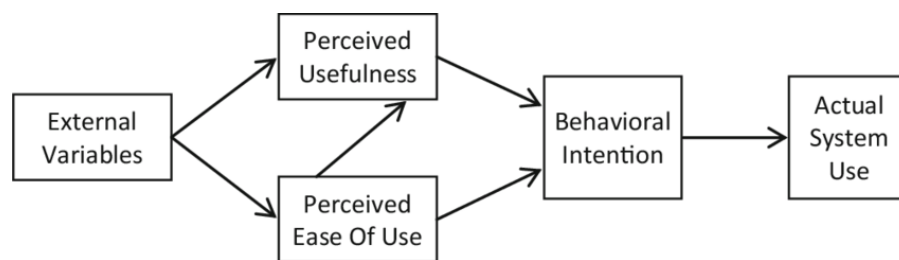 External
Variables
Perceived
Usefulness
Perceived
Ease Of Use
Behavioral
Intention
Actual
System
Use